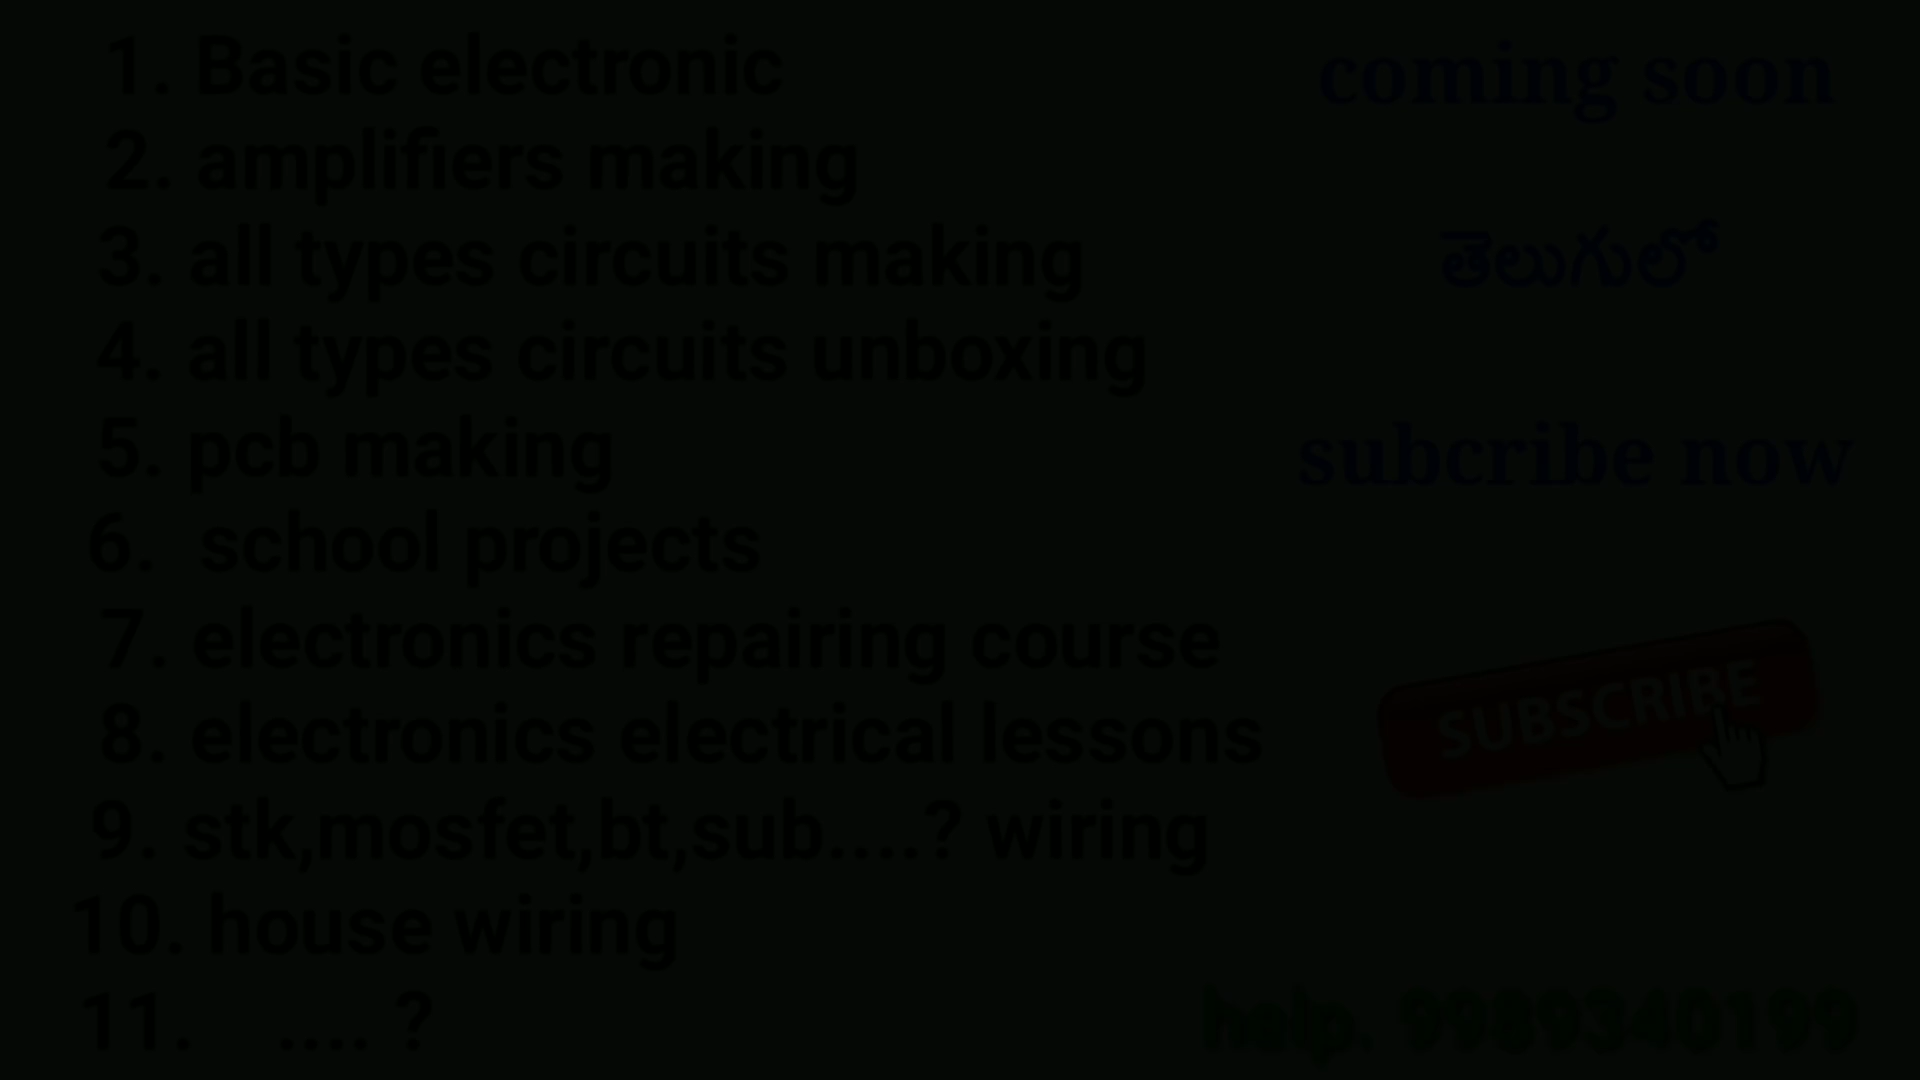 1. Basic electronic
2. amplifiers making
3. all types circuits making
4. all types circuits unboxing
5. pcb making
6. school projects
7. electronics repairing course
8. electronics electrical lessons
9. stk,mosfet,bt,sub....? wiring
10. house wiring
11. .... ?
coming soon
తెలుగులో
subcribe now
SUBSCRIBE
help. 9989340199